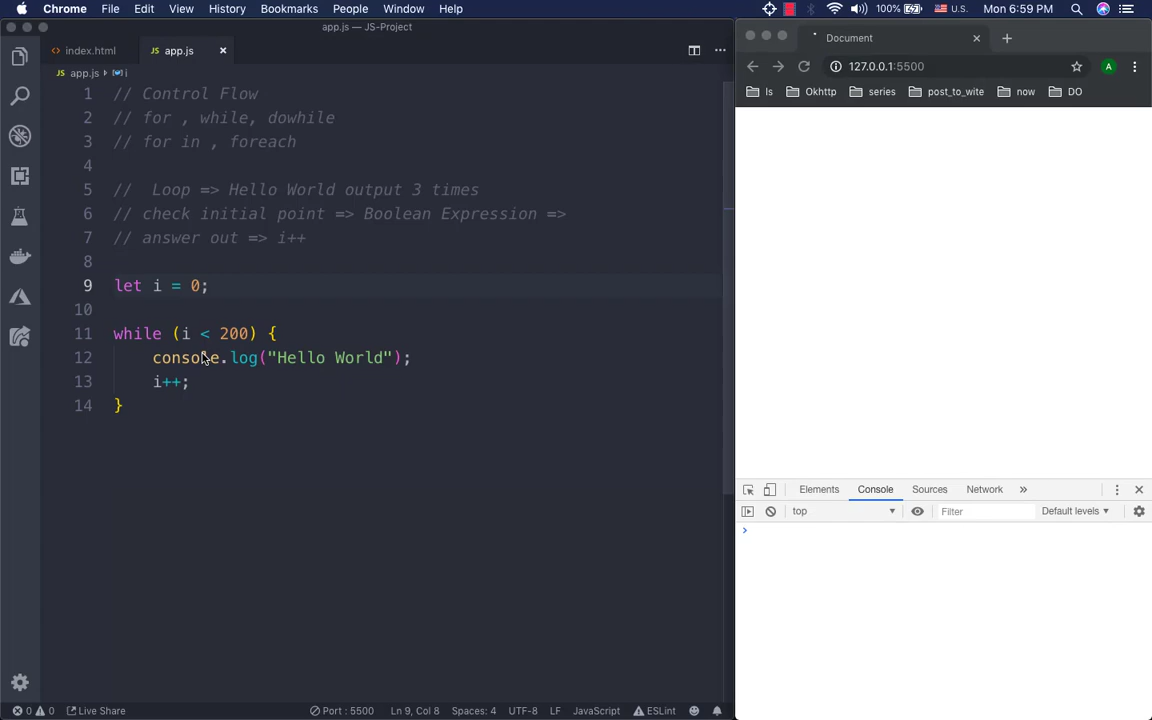 Chrome File Edit View History Bookmarks People Window Help 100% U.S. Mon 6:59 PM
app.js — JS-Project
index.html JS app.js
JS app.js i
1 // Control Flow
2 // for , while, dowhile
3 // for in , foreach
4
5 //  Loop => Hello World output 3 times
6 // check initial point => Boolean Expression =>
7 // answer out => i++
8
9 let i = 0;
10
11 while (i < 200) {
12 console.log("Hello World");
13 i++;
14 }
0 0 Live Share Port : 5500 Ln 9, Col 8 Spaces: 4 UTF-8 LF JavaScript ESLint
Document
127.0.0.1:5500 A
ls Okhttp series post_to_wite now DO
Elements Console Sources Network
top Filter Default levels